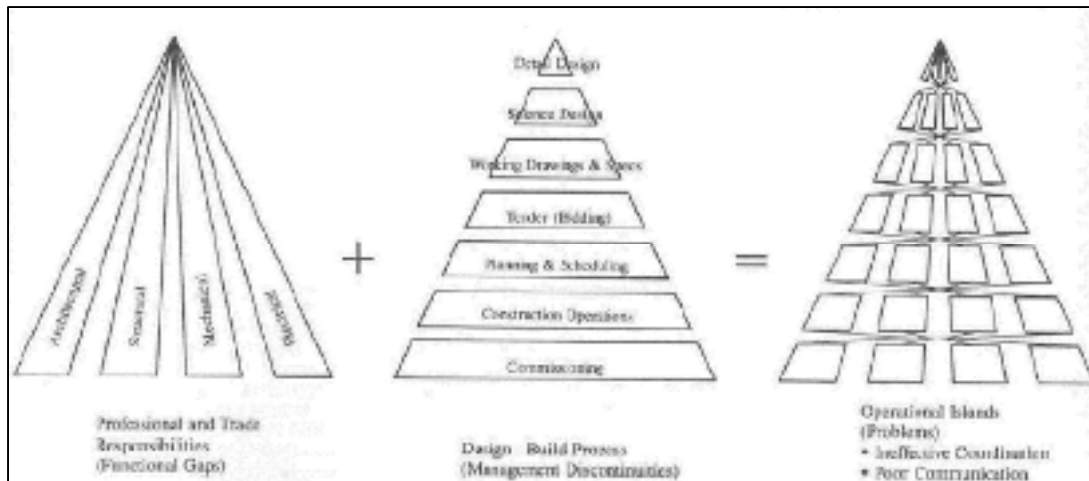 Architectural
Structural
Mechanical
Electrical
Professional and Trade
Responsibilities
(Functional Gaps)
+
Detail Design
Science Design
Working Drawings & Specs
Tender (Bidding)
Planning & Scheduling
Construction Operations
Commissioning
Design Build Process
(Management Discontinuities)
=
Operational Islands
(Problems)
• Ineffective Coordination
• Poor Communication